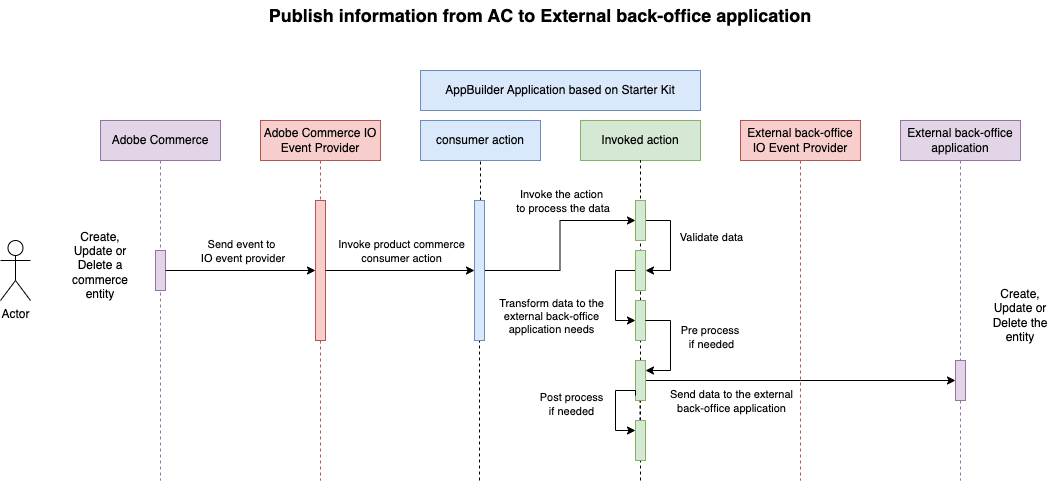 Publish information from AC to External back-office application
AppBuilder Application based on Starter Kit
Adobe Commerce
Adobe Commerce IO
Event Provider
consumer action
Invoked action
External back-office
IO Event Provider
External back-office
application
Actor
Create,
Update or
Delete a
commerce
entity
Send event to
IO event provider
Invoke product commerce
consumer action
Invoke the action
to process the data
Validate data
Transform data to the
external back-office
application needs
Pre process
if needed
Send data to the external
back-office application
Post process
if needed
Create,
Update or
Delete the
entity